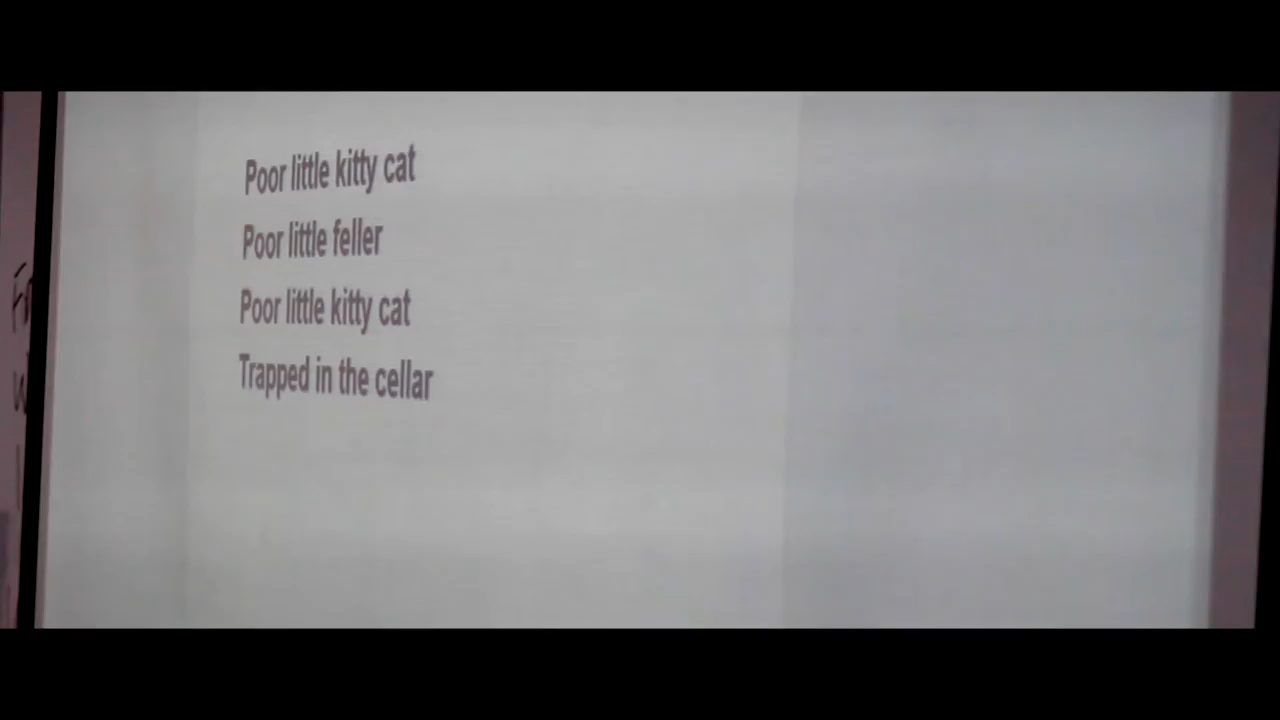 Poor little kitty cat
Poor little feller
Poor little kitty cat
Trapped in the cellar